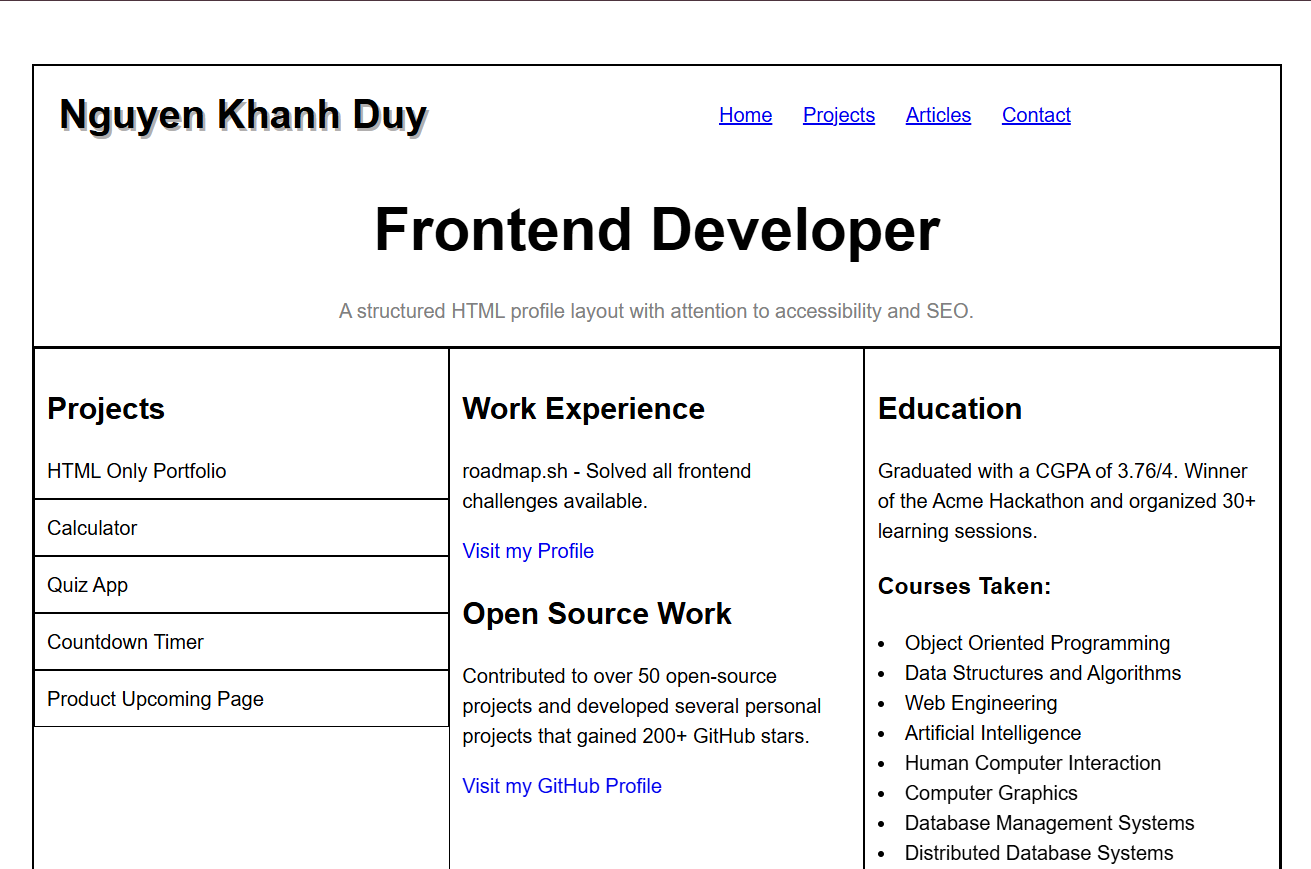 Nguyen Khanh Duy
Home Projects Articles Contact
Frontend Developer
A structured HTML profile layout with attention to accessibility and SEO.
Projects
HTML Only Portfolio
Calculator
Quiz App
Countdown Timer
Product Upcoming Page
Work Experience
roadmap.sh - Solved all frontend
challenges available.
Visit my Profile
Open Source Work
Contributed to over 50 open-source
projects and developed several personal
projects that gained 200+ GitHub stars.
Visit my GitHub Profile
Education
Graduated with a CGPA of 3.76/4. Winner
of the Acme Hackathon and organized 30+
learning sessions.
Courses Taken:
• Object Oriented Programming
• Data Structures and Algorithms
• Web Engineering
• Artificial Intelligence
• Human Computer Interaction
• Computer Graphics
• Database Management Systems
• Distributed Database Systems